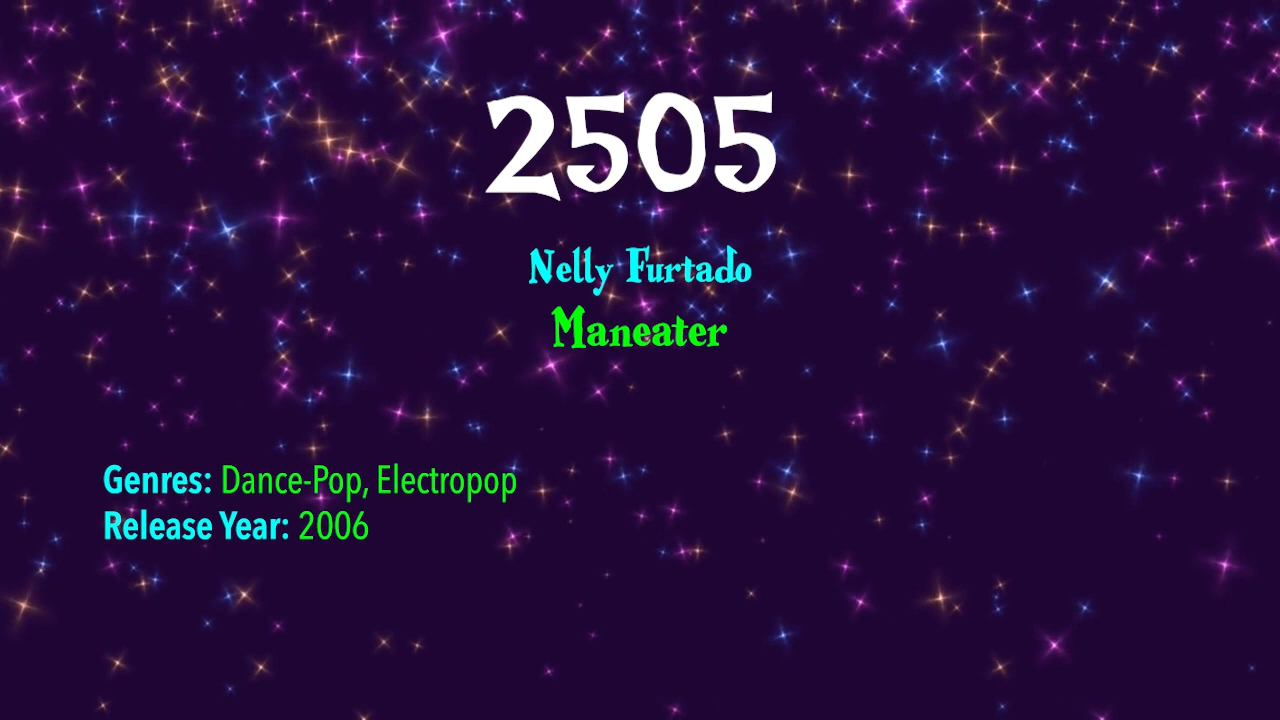 2505
Nelly Furtado
Maneater
Genres: Dance-Pop, Electropop
Release Year: 2006